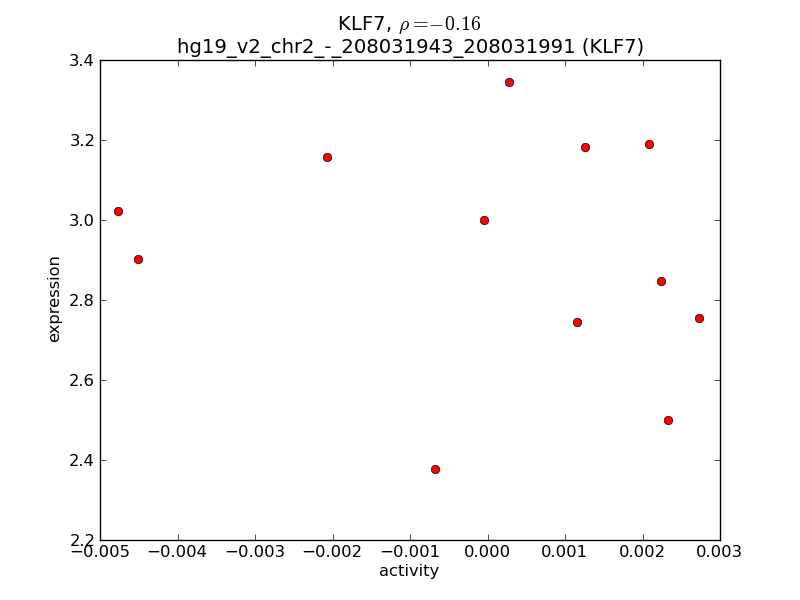 KLF7, ρ=−0.16
hg19_v2_chr2_-_208031943_208031991 (KLF7)
3.4
3.2
3.0
2.8
2.6
2.4
2.2
expression
−0.005 −0.004 −0.003 −0.002 −0.001 0.000 0.001 0.002 0.003
activity